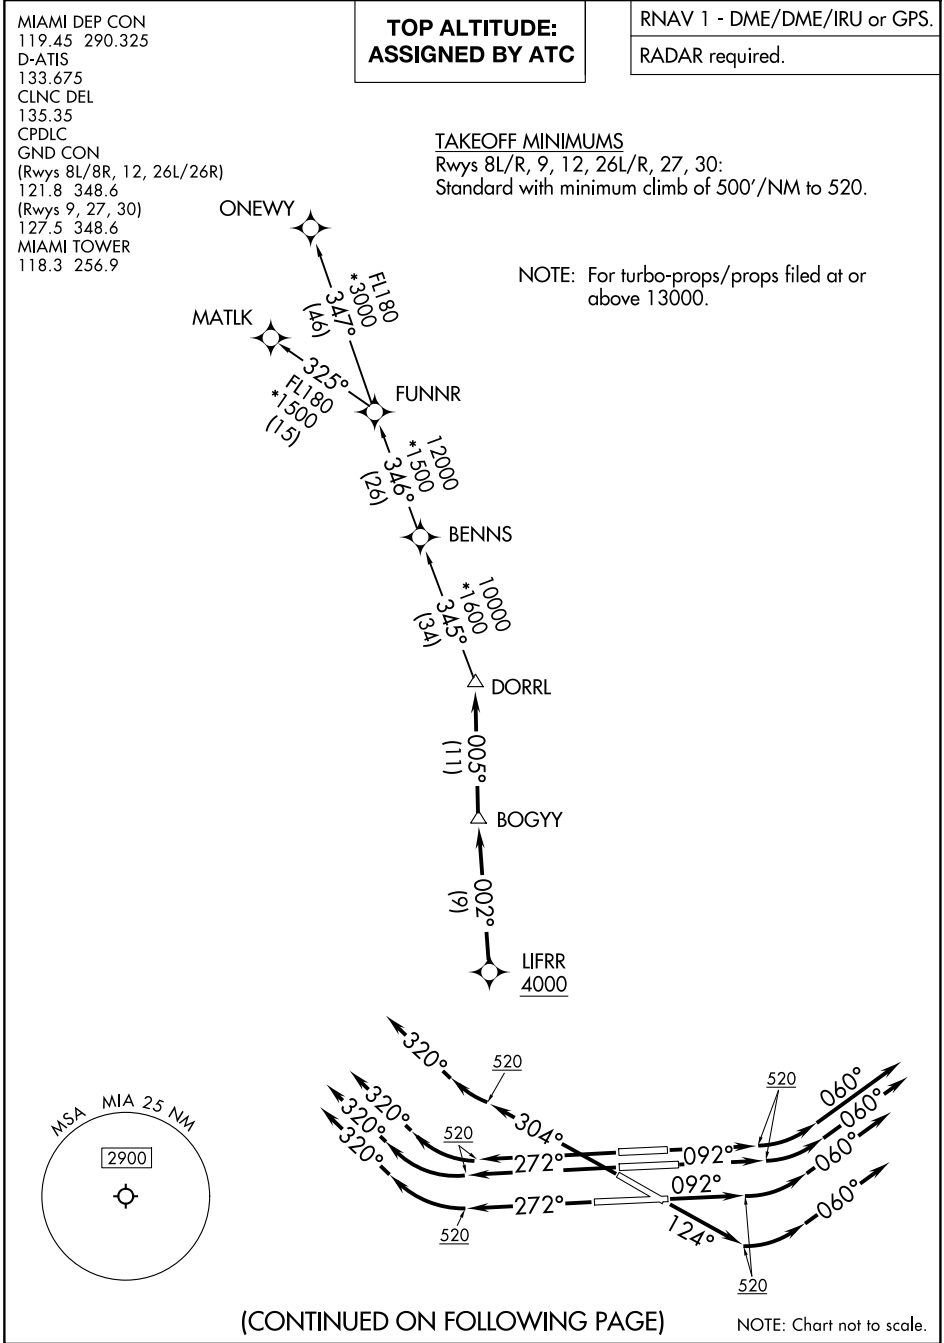 MIAMI DEP CON
119.45 290.325
D-ATIS
133.675
CLNC DEL
135.35
CPDLC
GND CON
(Rwys 8L/8R, 12, 26L/26R)
121.8 348.6
(Rwys 9, 27, 30)
127.5 348.6
MIAMI TOWER
118.3 256.9
TOP ALTITUDE:
ASSIGNED BY ATC
RNAV 1 - DME/DME/IRU or GPS.
RADAR required.
TAKEOFF MINIMUMS
Rwys 8L/R, 9, 12, 26L/R, 27, 30:
Standard with minimum climb of 500'/NM to 520.
NOTE: For turbo-props/props filed at or
above 13000.
ONEWY
FL180
*3000
347°
(46)
MATLK
325°
FL180
*1500
(15)
FUNNR
12000
*1500
346°
(26)
BENNS
10000
*1600
345°
(34)
DORRL
005°
(11)
BOGYY
002°
(9)
LIFRR
4000
320°
520
304°
320°
320°
320°
520
272°
272°
520
520
060°
060°
060°
060°
092°
092°
124°
520
MSA MIA 25 NM
2900
(CONTINUED ON FOLLOWING PAGE)
NOTE: Chart not to scale.